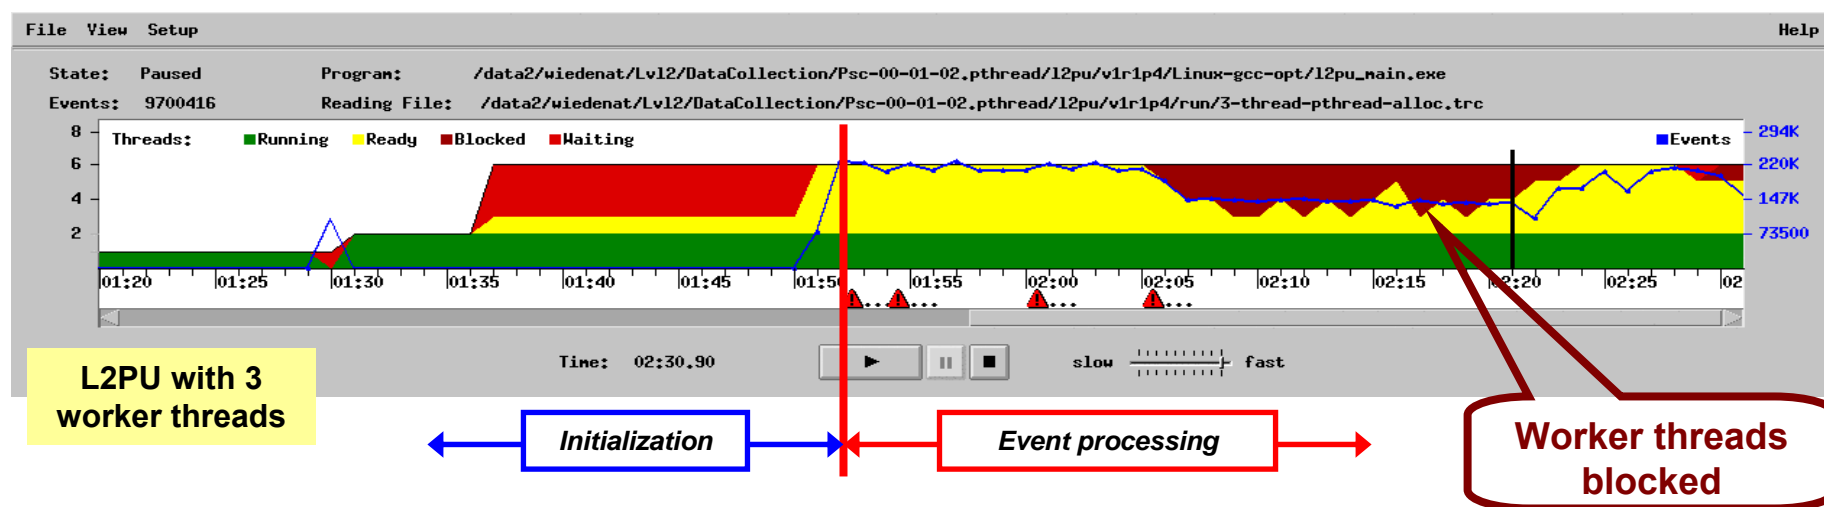 File View Setup Help
State: Paused Program: /data2/wiedenat/Lvl2/DataCollection/Psc-00-01-02.pthread/l2pu/v1r1p4/Linux-gcc-opt/l2pu_main.exe
Events: 9700416 Reading File: /data2/wiedenat/Lvl2/DataCollection/Psc-00-01-02.pthread/l2pu/v1r1p4/run/3-thread-pthread-alloc.trc
8 Threads: Running Ready Blocked Waiting Events 294K
6 220K
4 147K
2 73500
01:20 01:25 01:30 01:35 01:40 01:45 01:50 01:55 02:00 02:05 02:10 02:15 02:20 02:25 02
... ... ... ...
Time: 02:30.90 slow fast
L2PU with 3
worker threads
Initialization
Event processing
Worker threads
blocked